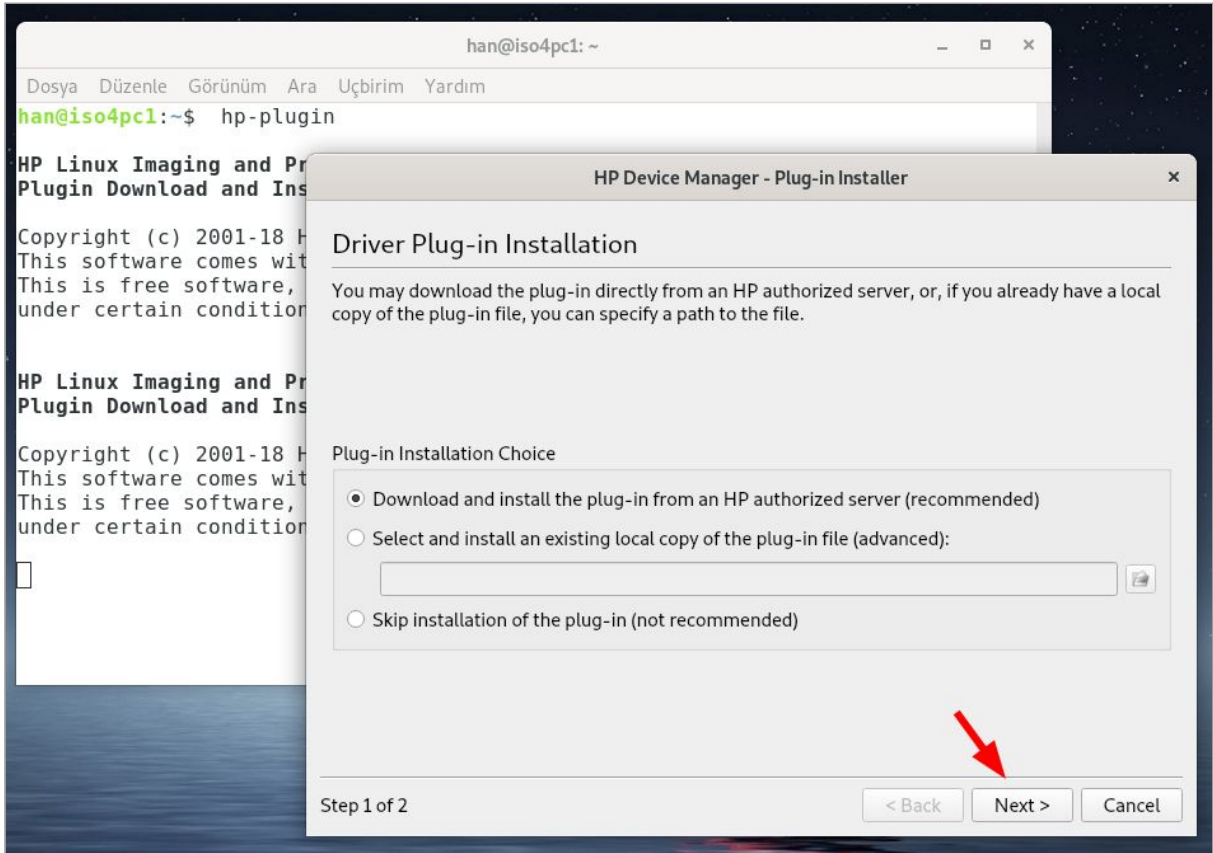 han@iso4pc1: ~
Dosya Düzenle Görünüm Ara Uçbirim Yardım
han@iso4pc1:~$ hp-plugin
HP Linux Imaging and Pr
Plugin Download and Ins
Copyright (c) 2001-18 H
This software comes wit
This is free software,
under certain condition
HP Linux Imaging and Pr
Plugin Download and Ins
Copyright (c) 2001-18 H
This software comes wit
This is free software,
under certain condition
HP Device Manager - Plug-in Installer
Driver Plug-in Installation
You may download the plug-in directly from an HP authorized server, or, if you already have a local
copy of the plug-in file, you can specify a path to the file.
Plug-in Installation Choice
Download and install the plug-in from an HP authorized server (recommended)
Select and install an existing local copy of the plug-in file (advanced):
Skip installation of the plug-in (not recommended)
Step 1 of 2
< Back Next > Cancel